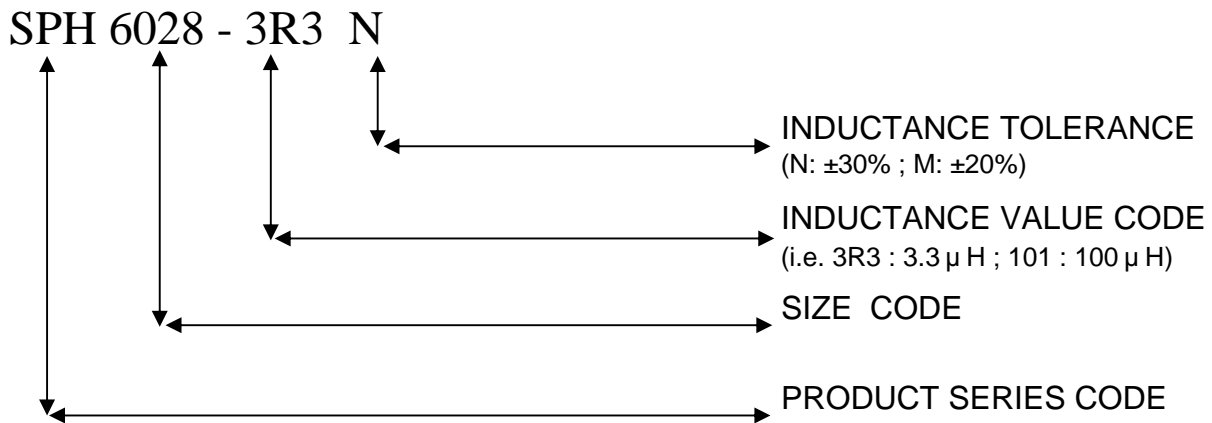 SPH 6028 - 3R3 N
INDUCTANCE TOLERANCE
(N: ±30% ; M: ±20%)
INDUCTANCE VALUE CODE
(i.e. 3R3 : 3.3 µ H ; 101 : 100 µ H)
SIZE CODE
PRODUCT SERIES CODE